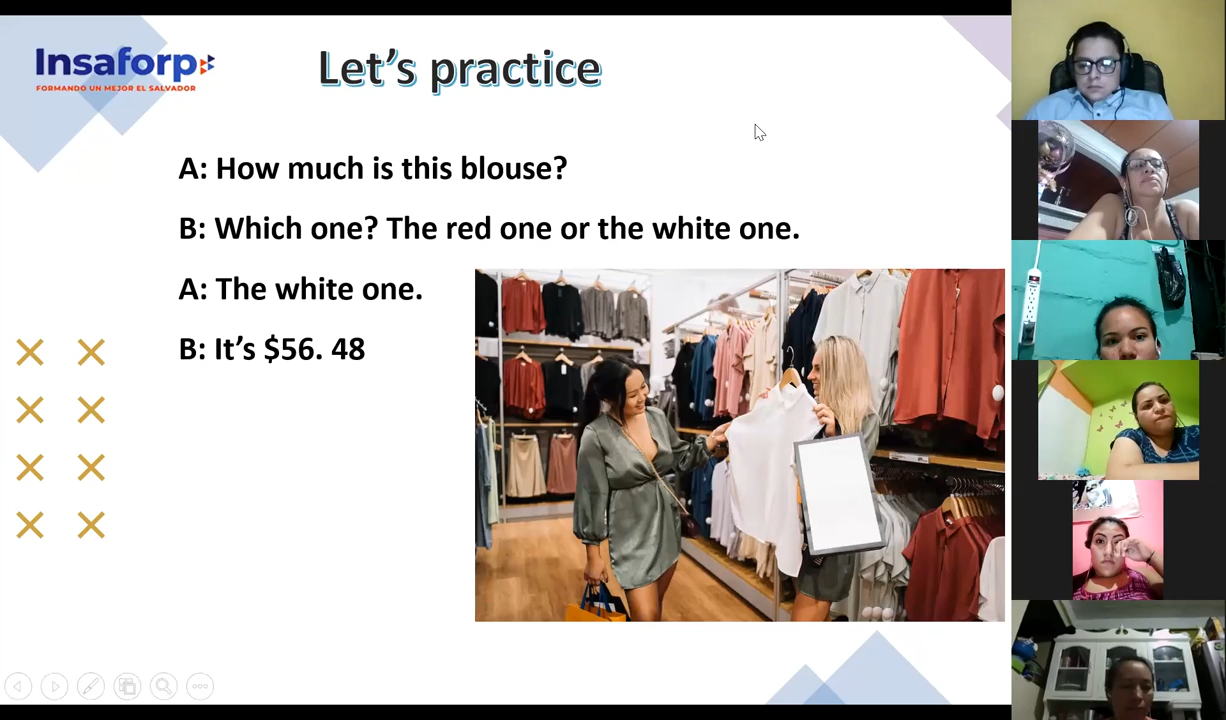 Insaforp
FORMANDO UN MEJOR EL SALVADOR
Let's practice
A: How much is this blouse?
B: Which one? The red one or the white one.
A: The white one.
B: It's $56. 48